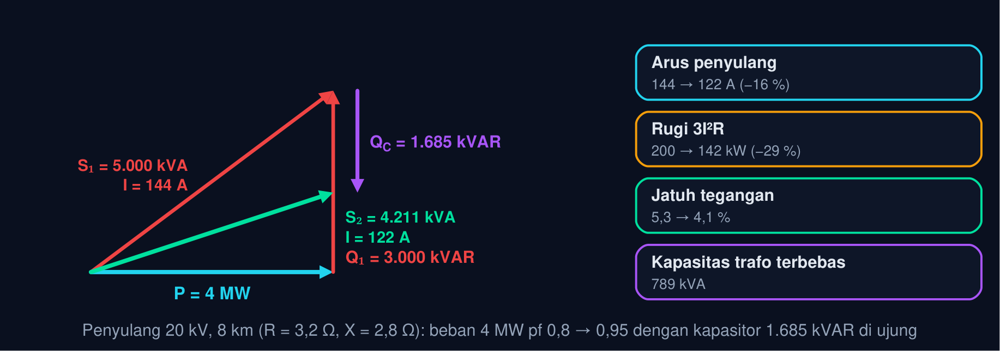 S₁ = 5.000 kVA
I = 144 A
Q_C = 1.685 kVAR
S₂ = 4.211 kVA
I = 122 A
Q₁ = 3.000 kVAR
P = 4 MW
Arus penyulang
144 → 122 A (−16 %)
Rugi 3I²R
200 → 142 kW (−29 %)
Jatuh tegangan
5,3 → 4,1 %
Kapasitas trafo terbebas
789 kVA
Penyulang 20 kV, 8 km (R = 3,2 Ω, X = 2,8 Ω): beban 4 MW pf 0,8 → 0,95 dengan kapasitor 1.685 kVAR di ujung